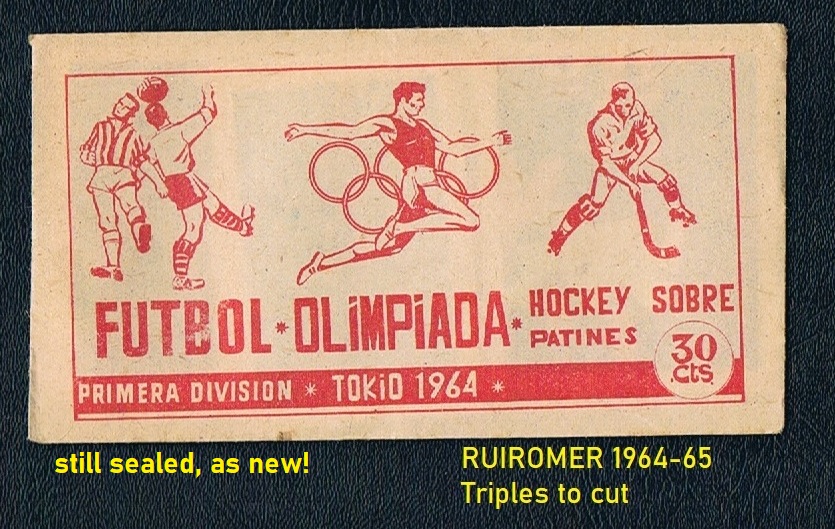 FUTBOL * OLiMPiADA * HOCKEY SOBRE
PATINES
30
Cts.
PRIMERA DIVISION * TOKiO 1964 *
still sealed, as new!
RUIROMER 1964-65
Triples to cut